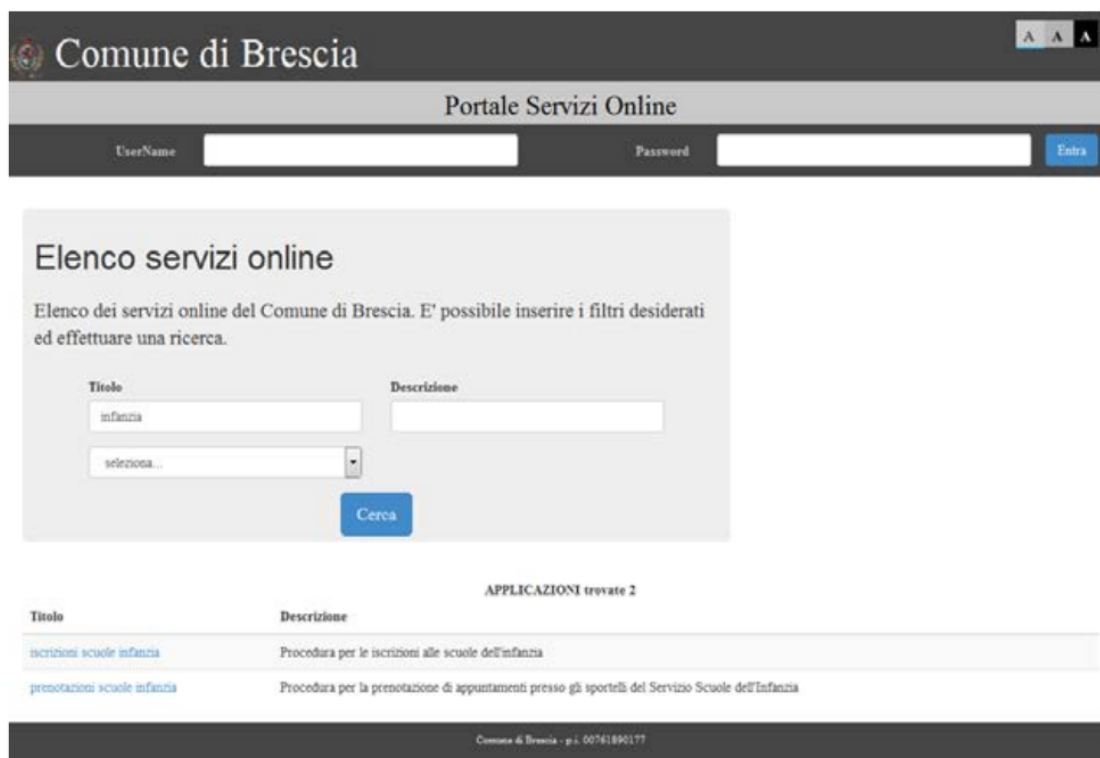 Comune di Brescia
A A A
Portale Servizi Online
UserName Password Entra
Elenco servizi online
Elenco dei servizi online del Comune di Brescia. E' possibile inserire i filtri desiderati
ed effettuare una ricerca.
Titolo Descrizione
infanzia
seleziona...
Cerca
APPLICAZIONI trovate 2
Titolo Descrizione
iscrizioni scuole infanzia Procedura per le iscrizioni alle scuole dell'infanzia
prenotazioni scuole infanzia Procedura per la prenotazione di appuntamenti presso gli sportelli del Servizio Scuole dell'Infanzia
Comune di Brescia - p.i. 00761890177